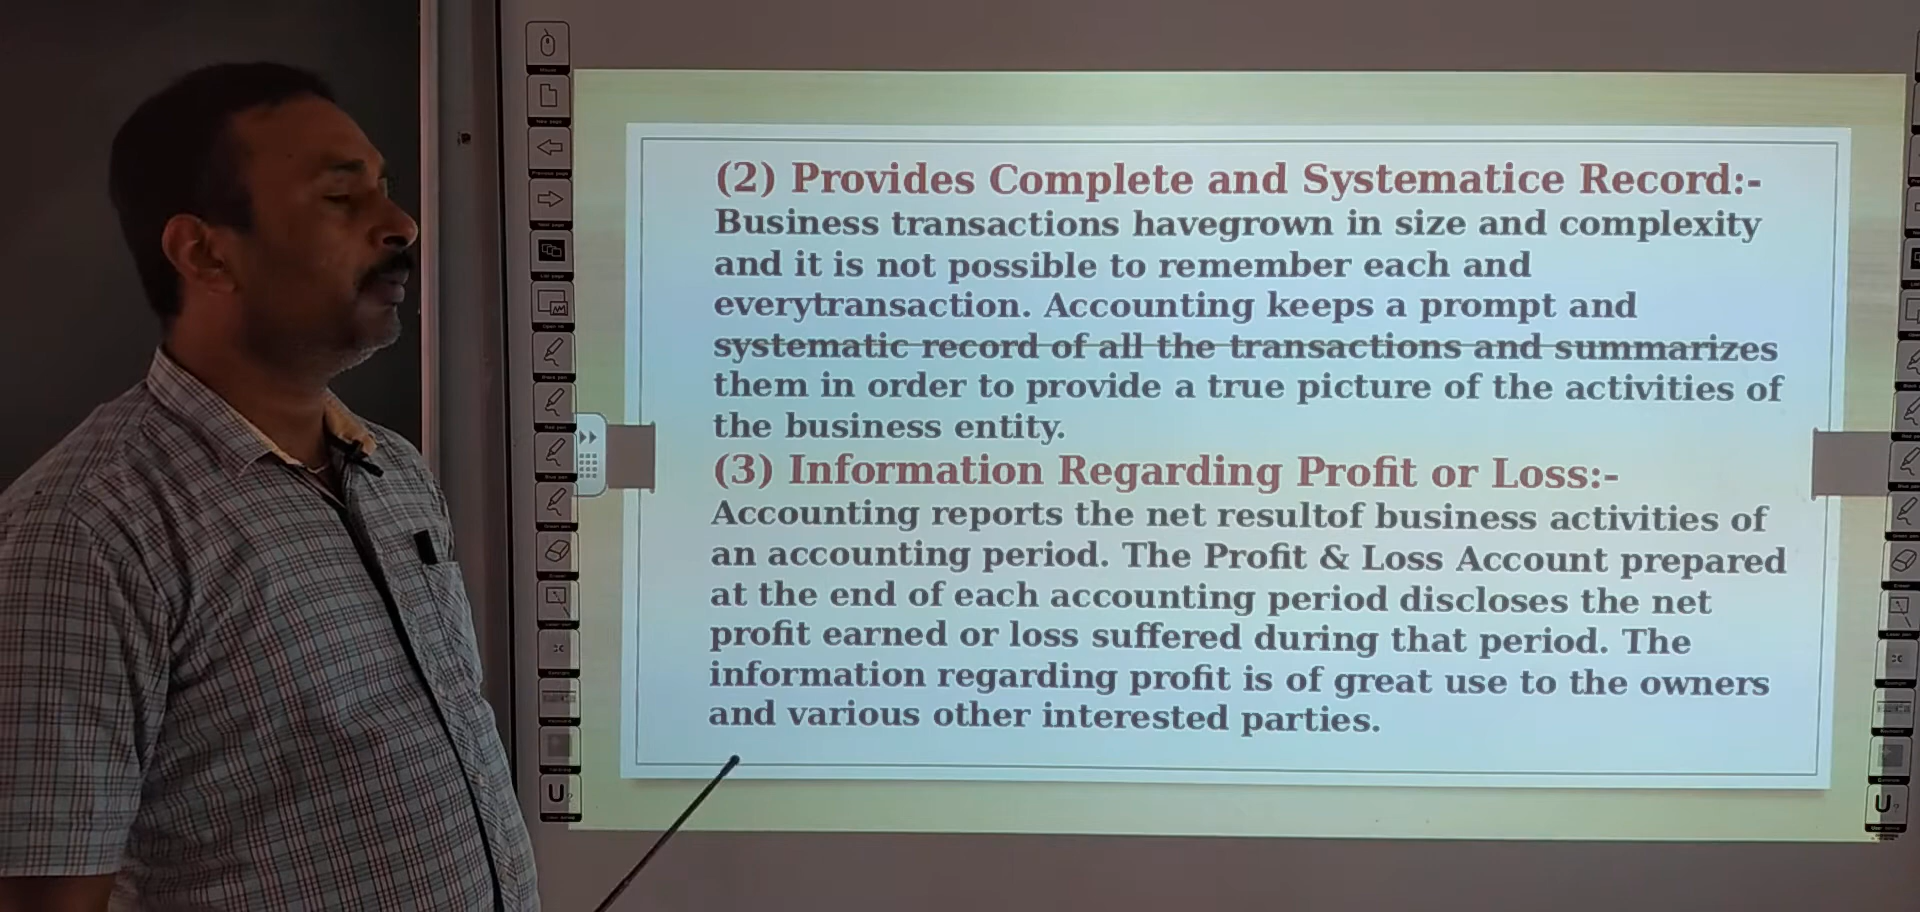 (2) Provides Complete and Systematice Record:-
Business transactions havegrown in size and complexity
and it is not possible to remember each and
everytransaction. Accounting keeps a prompt and
systematic record of all the transactions and summarizes
them in order to provide a true picture of the activities of
the business entity.
(3) Information Regarding Profit or Loss:-
Accounting reports the net resultof business activities of
an accounting period. The Profit & Loss Account prepared
at the end of each accounting period discloses the net
profit earned or loss suffered during that period. The
information regarding profit is of great use to the owners
and various other interested parties.